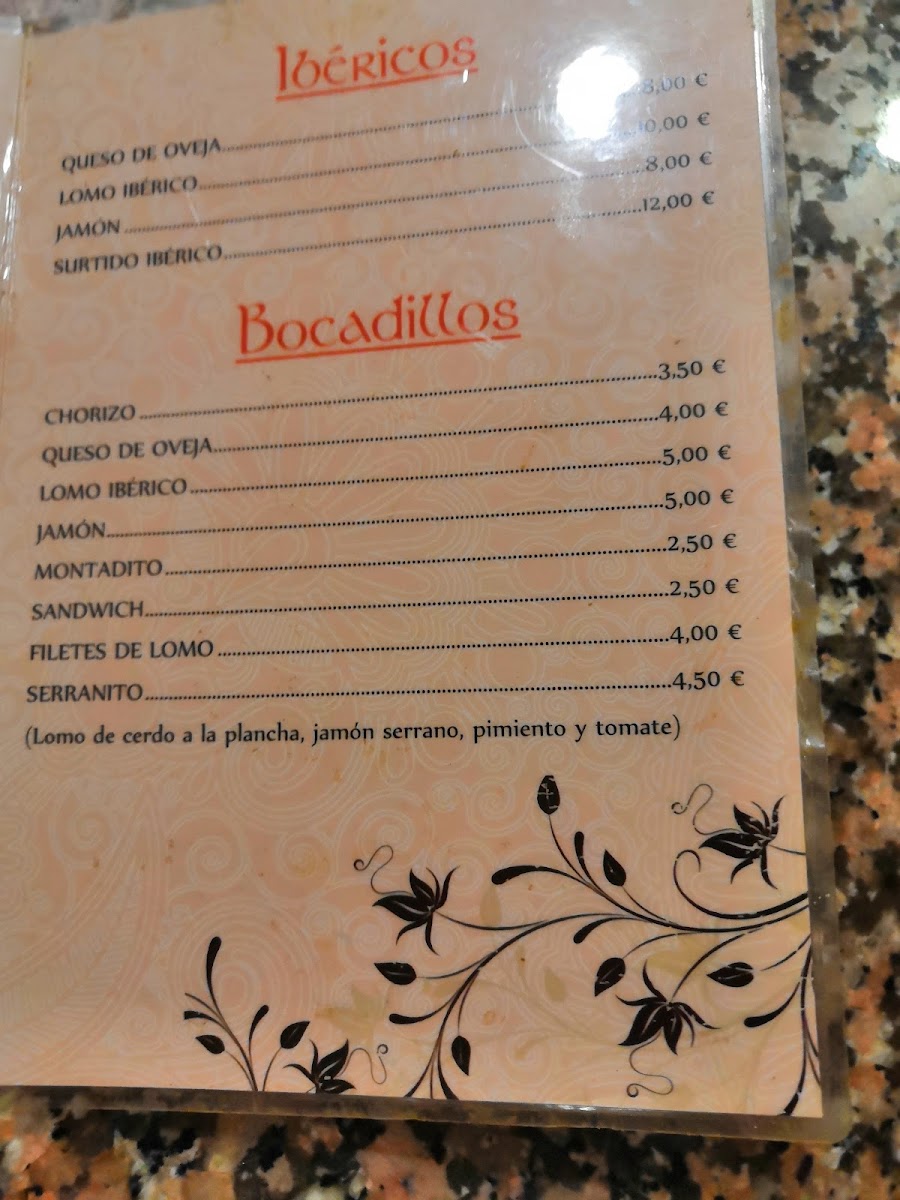 Ibéricos
QUESO DE OVEJA........8,00 €
LOMO IBÉRICO........10,00 €
JAMÓN........8,00 €
SURTIDO IBÉRICO........12,00 €
Bocadillos
CHORIZO........3,50 €
QUESO DE OVEJA........4,00 €
LOMO IBÉRICO........5,00 €
JAMÓN........5,00 €
MONTADITO........2,50 €
SANDWICH........2,50 €
FILETES DE LOMO........4,00 €
SERRANITO........4,50 €
(Lomo de cerdo a la plancha, jamón serrano, pimiento y tomate)